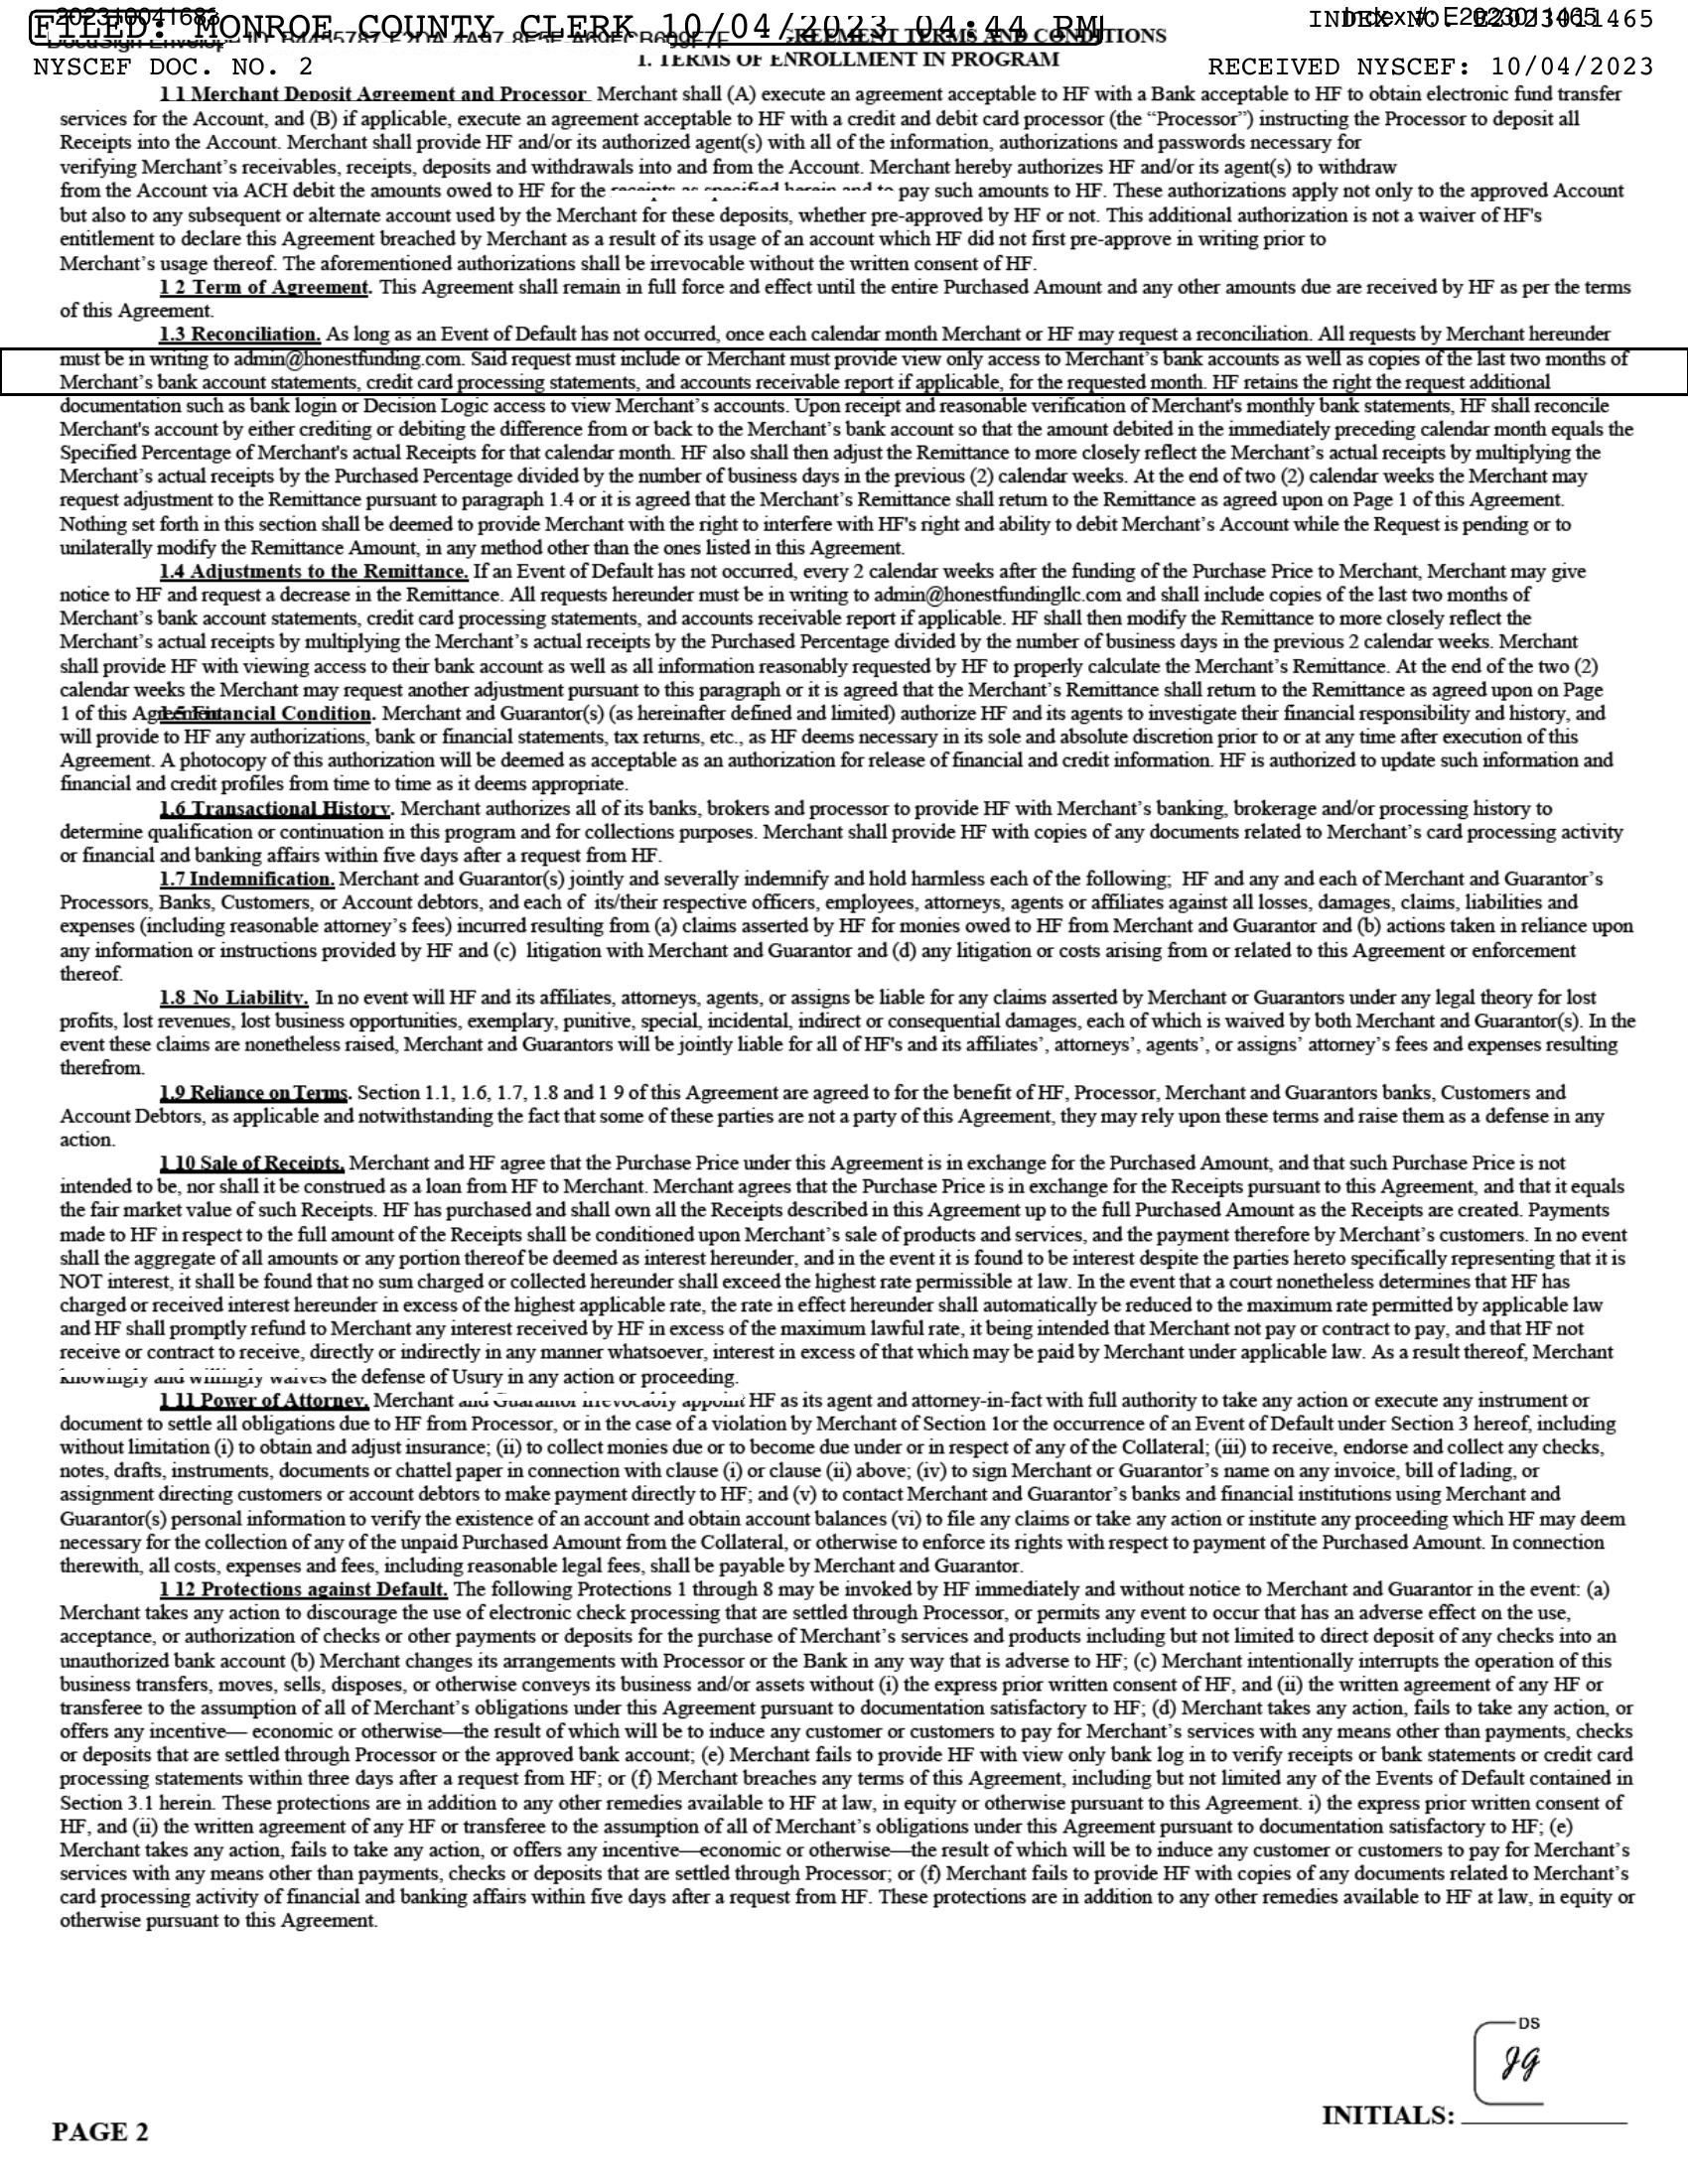 202310041683
FILED: MONROE COUNTY CLERK 10/04/2023 04:44 PM
INDEX NO. E2023011465
Index #: E2023011465
GREEMENT TERMS AND CONDITIONS
NYSCEF DOC. NO. 2
RECEIVED NYSCEF: 10/04/2023
1. TERMS OF ENROLLMENT IN PROGRAM
1 1 Merchant Deposit Agreement and Processor Merchant shall (A) execute an agreement acceptable to HF with a Bank acceptable to HF to obtain electronic fund transfer
services for the Account, and (B) if applicable, execute an agreement acceptable to HF with a credit and debit card processor (the “Processor”) instructing the Processor to deposit all
Receipts into the Account. Merchant shall provide HF and/or its authorized agent(s) with all of the information, authorizations and passwords necessary for
verifying Merchant’s receivables, receipts, deposits and withdrawals into and from the Account. Merchant hereby authorizes HF and/or its agent(s) to withdraw
from the Account via ACH debit the amounts owed to HF for the receipts as specified herein and to pay such amounts to HF. These authorizations apply not only to the approved Account
but also to any subsequent or alternate account used by the Merchant for these deposits, whether pre-approved by HF or not. This additional authorization is not a waiver of HF's
entitlement to declare this Agreement breached by Merchant as a result of its usage of an account which HF did not first pre-approve in writing prior to
Merchant’s usage thereof. The aforementioned authorizations shall be irrevocable without the written consent of HF.
1 2 Term of Agreement. This Agreement shall remain in full force and effect until the entire Purchased Amount and any other amounts due are received by HF as per the terms
of this Agreement.
1.3 Reconciliation. As long as an Event of Default has not occurred, once each calendar month Merchant or HF may request a reconciliation. All requests by Merchant hereunder
must be in writing to admin@honestfunding.com. Said request must include or Merchant must provide view only access to Merchant’s bank accounts as well as copies of the last two months of
Merchant’s bank account statements, credit card processing statements, and accounts receivable report if applicable, for the requested month. HF retains the right the request additional
documentation such as bank login or Decision Logic access to view Merchant’s accounts. Upon receipt and reasonable verification of Merchant's monthly bank statements, HF shall reconcile
Merchant's account by either crediting or debiting the difference from or back to the Merchant’s bank account so that the amount debited in the immediately preceding calendar month equals the
Specified Percentage of Merchant's actual Receipts for that calendar month. HF also shall then adjust the Remittance to more closely reflect the Merchant’s actual receipts by multiplying the
Merchant’s actual receipts by the Purchased Percentage divided by the number of business days in the previous (2) calendar weeks. At the end of two (2) calendar weeks the Merchant may
request adjustment to the Remittance pursuant to paragraph 1.4 or it is agreed that the Merchant’s Remittance shall return to the Remittance as agreed upon on Page 1 of this Agreement.
Nothing set forth in this section shall be deemed to provide Merchant with the right to interfere with HF's right and ability to debit Merchant’s Account while the Request is pending or to
unilaterally modify the Remittance Amount, in any method other than the ones listed in this Agreement.
1.4 Adjustments to the Remittance. If an Event of Default has not occurred, every 2 calendar weeks after the funding of the Purchase Price to Merchant, Merchant may give
notice to HF and request a decrease in the Remittance. All requests hereunder must be in writing to admin@honestfundingllc.com and shall include copies of the last two months of
Merchant’s bank account statements, credit card processing statements, and accounts receivable report if applicable. HF shall then modify the Remittance to more closely reflect the
Merchant’s actual receipts by multiplying the Merchant’s actual receipts by the Purchased Percentage divided by the number of business days in the previous 2 calendar weeks. Merchant
shall provide HF with viewing access to their bank account as well as all information reasonably requested by HF to properly calculate the Merchant’s Remittance. At the end of the two (2)
calendar weeks the Merchant may request another adjustment pursuant to this paragraph or it is agreed that the Merchant’s Remittance shall return to the Remittance as agreed upon on Page
1 of this Agreement. 1.5 Financial Condition. Merchant and Guarantor(s) (as hereinafter defined and limited) authorize HF and its agents to investigate their financial responsibility and history, and
will provide to HF any authorizations, bank or financial statements, tax returns, etc., as HF deems necessary in its sole and absolute discretion prior to or at any time after execution of this
Agreement. A photocopy of this authorization will be deemed as acceptable as an authorization for release of financial and credit information. HF is authorized to update such information and
financial and credit profiles from time to time as it deems appropriate.
1.6 Transactional History. Merchant authorizes all of its banks, brokers and processor to provide HF with Merchant’s banking, brokerage and/or processing history to
determine qualification or continuation in this program and for collections purposes. Merchant shall provide HF with copies of any documents related to Merchant’s card processing activity
or financial and banking affairs within five days after a request from HF.
1.7 Indemnification. Merchant and Guarantor(s) jointly and severally indemnify and hold harmless each of the following; HF and any and each of Merchant and Guarantor’s
Processors, Banks, Customers, or Account debtors, and each of its/their respective officers, employees, attorneys, agents or affiliates against all losses, damages, claims, liabilities and
expenses (including reasonable attorney’s fees) incurred resulting from (a) claims asserted by HF for monies owed to HF from Merchant and Guarantor and (b) actions taken in reliance upon
any information or instructions provided by HF and (c) litigation with Merchant and Guarantor and (d) any litigation or costs arising from or related to this Agreement or enforcement
thereof.
1.8 No Liability. In no event will HF and its affiliates, attorneys, agents, or assigns be liable for any claims asserted by Merchant or Guarantors under any legal theory for lost
profits, lost revenues, lost business opportunities, exemplary, punitive, special, incidental, indirect or consequential damages, each of which is waived by both Merchant and Guarantor(s). In the
event these claims are nonetheless raised, Merchant and Guarantors will be jointly liable for all of HF's and its affiliates’, attorneys’, agents’, or assigns’ attorney’s fees and expenses resulting
therefrom.
1.9 Reliance on Terms. Section 1.1, 1.6, 1.7, 1.8 and 1 9 of this Agreement are agreed to for the benefit of HF, Processor, Merchant and Guarantors banks, Customers and
Account Debtors, as applicable and notwithstanding the fact that some of these parties are not a party of this Agreement, they may rely upon these terms and raise them as a defense in any
action.
1 10 Sale of Receipts. Merchant and HF agree that the Purchase Price under this Agreement is in exchange for the Purchased Amount, and that such Purchase Price is not
intended to be, nor shall it be construed as a loan from HF to Merchant. Merchant agrees that the Purchase Price is in exchange for the Receipts pursuant to this Agreement, and that it equals
the fair market value of such Receipts. HF has purchased and shall own all the Receipts described in this Agreement up to the full Purchased Amount as the Receipts are created. Payments
made to HF in respect to the full amount of the Receipts shall be conditioned upon Merchant’s sale of products and services, and the payment therefore by Merchant’s customers. In no event
shall the aggregate of all amounts or any portion thereof be deemed as interest hereunder, and in the event it is found to be interest despite the parties hereto specifically representing that it is
NOT interest, it shall be found that no sum charged or collected hereunder shall exceed the highest rate permissible at law. In the event that a court nonetheless determines that HF has
charged or received interest hereunder in excess of the highest applicable rate, the rate in effect hereunder shall automatically be reduced to the maximum rate permitted by applicable law
and HF shall promptly refund to Merchant any interest received by HF in excess of the maximum lawful rate, it being intended that Merchant not pay or contract to pay, and that HF not
receive or contract to receive, directly or indirectly in any manner whatsoever, interest in excess of that which may be paid by Merchant under applicable law. As a result thereof, Merchant
knowingly and willingly waives the defense of Usury in any action or proceeding.
1 11 Power of Attorney. Merchant and Guarantor irrevocably appoint HF as its agent and attorney-in-fact with full authority to take any action or execute any instrument or
document to settle all obligations due to HF from Processor, or in the case of a violation by Merchant of Section 1or the occurrence of an Event of Default under Section 3 hereof, including
without limitation (i) to obtain and adjust insurance; (ii) to collect monies due or to become due under or in respect of any of the Collateral; (iii) to receive, endorse and collect any checks,
notes, drafts, instruments, documents or chattel paper in connection with clause (i) or clause (ii) above; (iv) to sign Merchant or Guarantor’s name on any invoice, bill of lading, or
assignment directing customers or account debtors to make payment directly to HF; and (v) to contact Merchant and Guarantor’s banks and financial institutions using Merchant and
Guarantor(s) personal information to verify the existence of an account and obtain account balances (vi) to file any claims or take any action or institute any proceeding which HF may deem
necessary for the collection of any of the unpaid Purchased Amount from the Collateral, or otherwise to enforce its rights with respect to payment of the Purchased Amount. In connection
therewith, all costs, expenses and fees, including reasonable legal fees, shall be payable by Merchant and Guarantor.
1 12 Protections against Default. The following Protections 1 through 8 may be invoked by HF immediately and without notice to Merchant and Guarantor in the event: (a)
Merchant takes any action to discourage the use of electronic check processing that are settled through Processor, or permits any event to occur that has an adverse effect on the use,
acceptance, or authorization of checks or other payments or deposits for the purchase of Merchant’s services and products including but not limited to direct deposit of any checks into an
unauthorized bank account (b) Merchant changes its arrangements with Processor or the Bank in any way that is adverse to HF; (c) Merchant intentionally interrupts the operation of this
business transfers, moves, sells, disposes, or otherwise conveys its business and/or assets without (i) the express prior written consent of HF, and (ii) the written agreement of any HF or
transferee to the assumption of all of Merchant’s obligations under this Agreement pursuant to documentation satisfactory to HF; (d) Merchant takes any action, fails to take any action, or
offers any incentive— economic or otherwise—the result of which will be to induce any customer or customers to pay for Merchant’s services with any means other than payments, checks
or deposits that are settled through Processor or the approved bank account; (e) Merchant fails to provide HF with view only bank log in to verify receipts or bank statements or credit card
processing statements within three days after a request from HF; or (f) Merchant breaches any terms of this Agreement, including but not limited any of the Events of Default contained in
Section 3.1 herein. These protections are in addition to any other remedies available to HF at law, in equity or otherwise pursuant to this Agreement. i) the express prior written consent of
HF, and (ii) the written agreement of any HF or transferee to the assumption of all of Merchant’s obligations under this Agreement pursuant to documentation satisfactory to HF; (e)
Merchant takes any action, fails to take any action, or offers any incentive—economic or otherwise—the result of which will be to induce any customer or customers to pay for Merchant’s
services with any means other than payments, checks or deposits that are settled through Processor; or (f) Merchant fails to provide HF with copies of any documents related to Merchant’s
card processing activity of financial and banking affairs within five days after a request from HF. These protections are in addition to any other remedies available to HF at law, in equity or
otherwise pursuant to this Agreement.
DS
JG
INITIALS:
PAGE 2